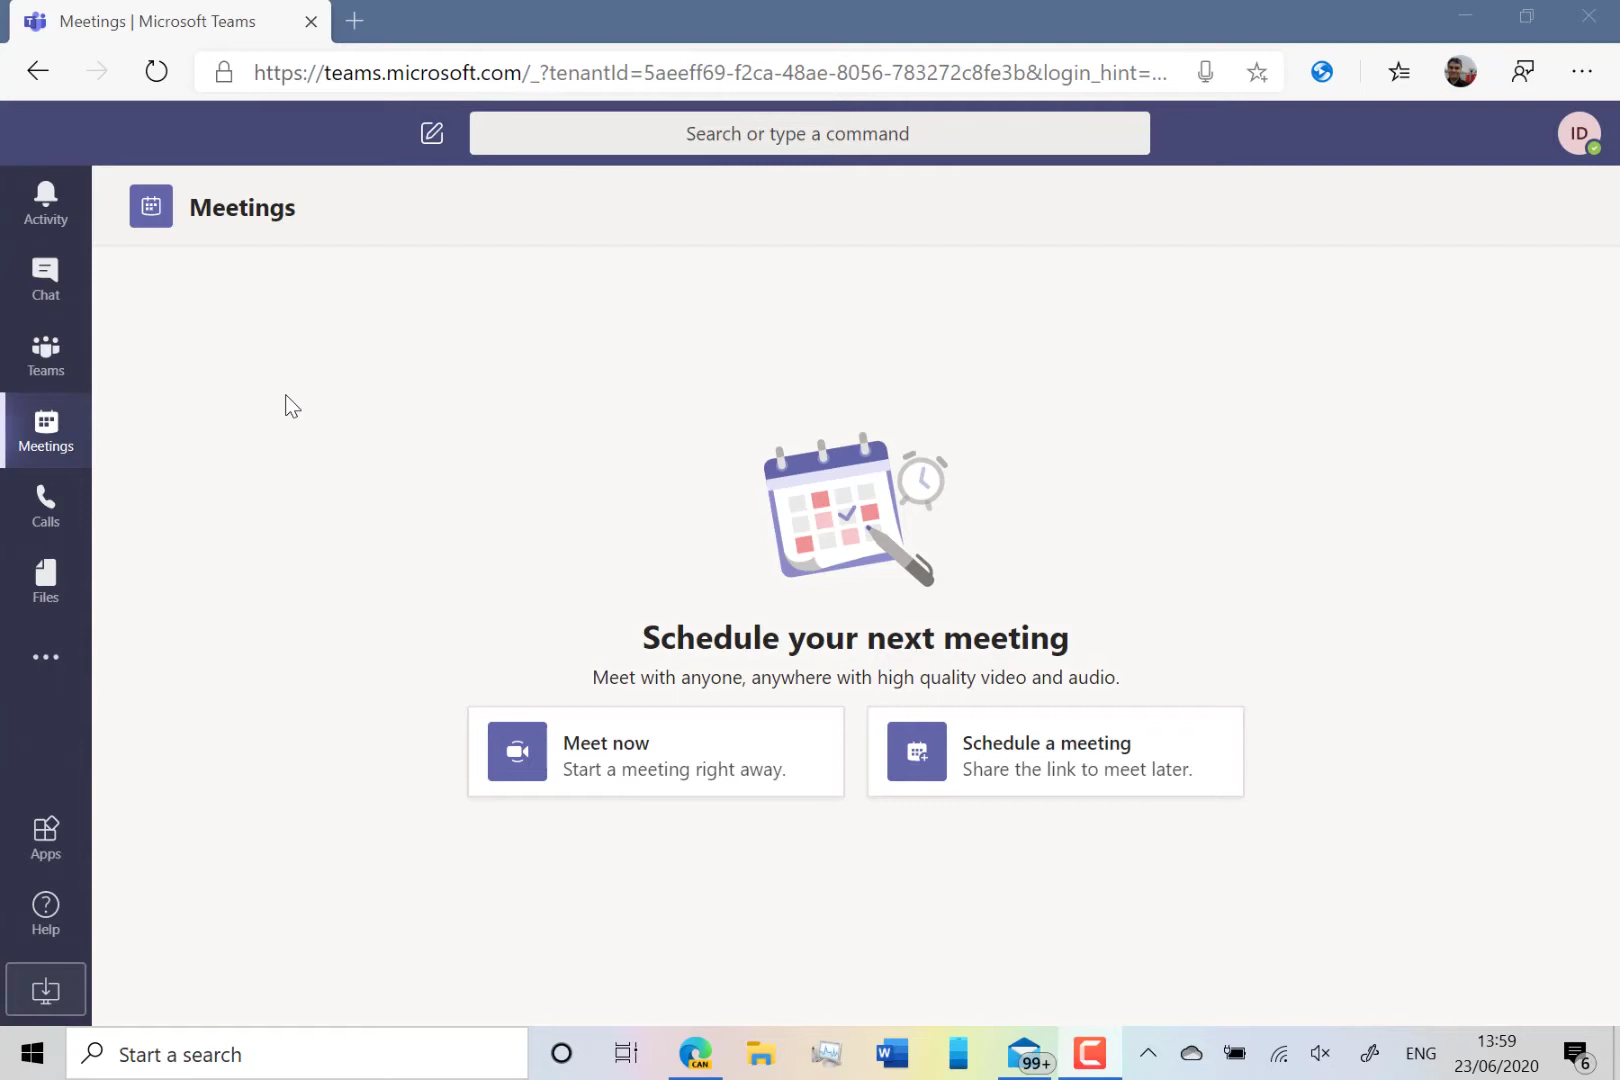 Meetings | Microsoft Teams
https://teams.microsoft.com/_?tenantId=5aeeff69-f2ca-48ae-8056-783272c8fe3b&login_hint=...
Search or type a command
ID
Activity
Meetings
Chat
Teams
Meetings
Calls
Files
Schedule your next meeting
Meet with anyone, anywhere with high quality video and audio.
Meet now
Start a meeting right away.
Schedule a meeting
Share the link to meet later.
Apps
Help
Start a search
CAN
W
99+
C
ENG
13:59
23/06/2020
6